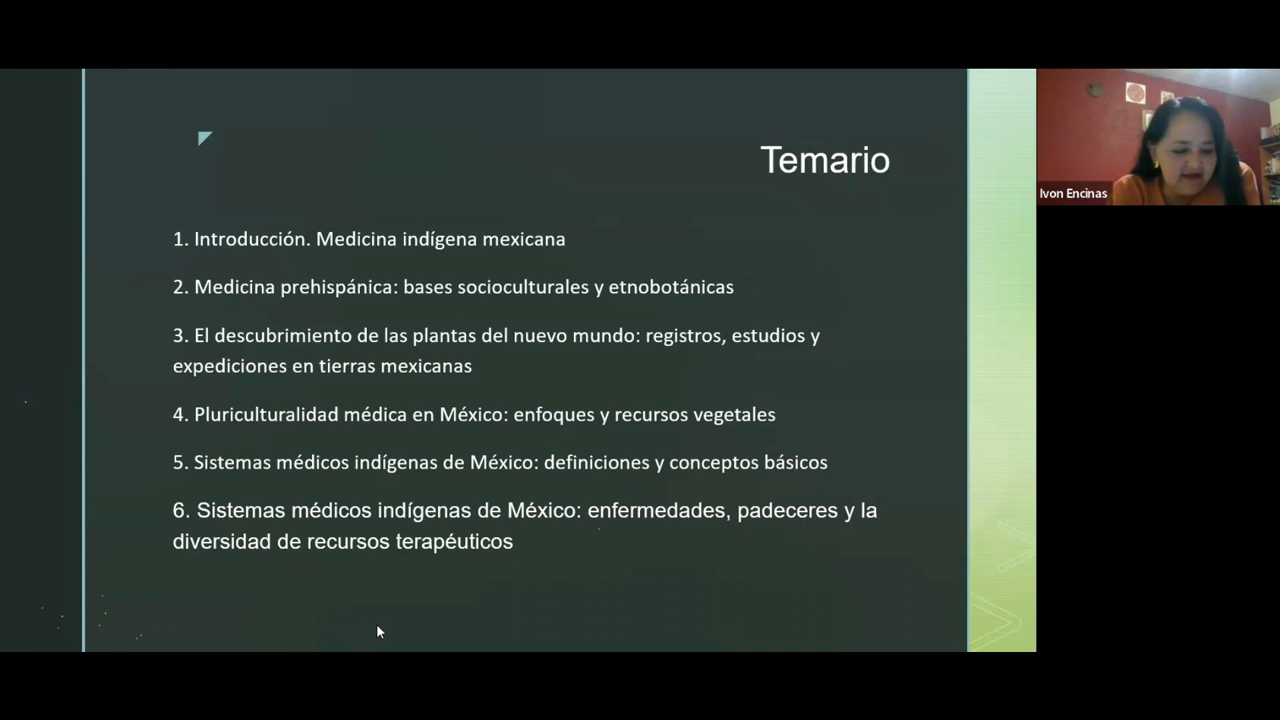 Temario
1. Introducción. Medicina indígena mexicana
2. Medicina prehispánica: bases socioculturales y etnobotánicas
3. El descubrimiento de las plantas del nuevo mundo: registros, estudios y
expediciones en tierras mexicanas
4. Pluriculturalidad médica en México: enfoques y recursos vegetales
5. Sistemas médicos indígenas de México: definiciones y conceptos básicos
6. Sistemas médicos indígenas de México: enfermedades, padeceres y la
diversidad de recursos terapéuticos
Ivon Encinas